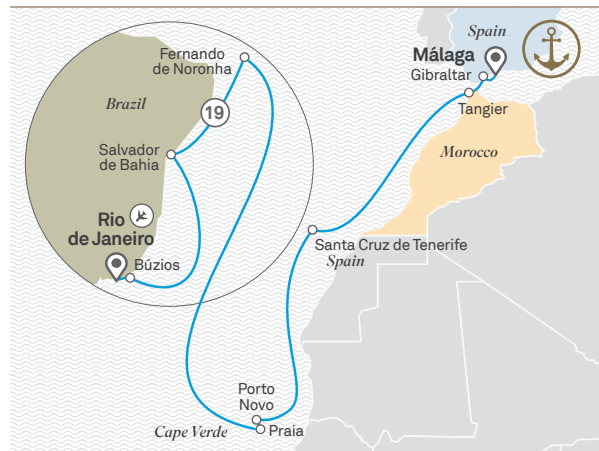 Spain
Málaga
Gibraltar
Tangier
Morocco
Fernando
de Noronha
Brazil
19
Salvador
de Bahia
Rio
de Janeiro
Búzios
Santa Cruz de Tenerife
Spain
Porto
Novo
Cape Verde
Praia